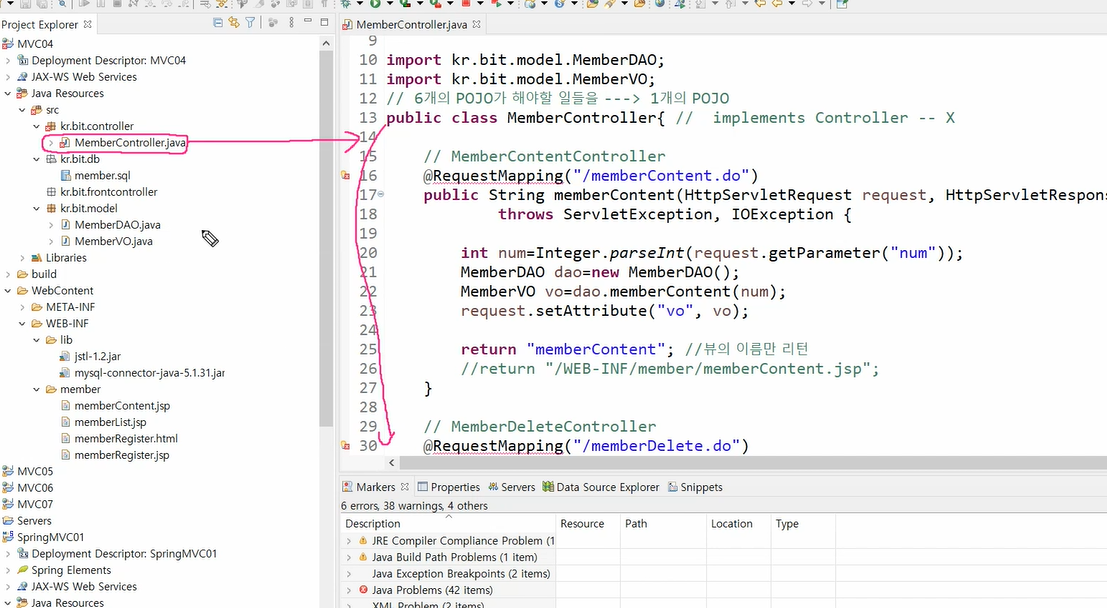 Project Explorer
MVC04
Deployment Descriptor: MVC04
JAX-WS Web Services
Java Resources
src
kr.bit.controller
MemberController.java
kr.bit.db
member.sql
kr.bit.frontcontroller
kr.bit.model
MemberDAO.java
MemberVO.java
Libraries
build
WebContent
META-INF
WEB-INF
lib
jstl-1.2.jar
mysql-connector-java-5.1.31.jar
member
memberContent.jsp
memberList.jsp
memberRegister.html
memberRegister.jsp
MVC05
MVC06
MVC07
Servers
SpringMVC01
Deployment Descriptor: SpringMVC01
Spring Elements
JAX-WS Web Services
Java Resources
MemberController.java
9
10 import kr.bit.model.MemberDAO;
11 import kr.bit.model.MemberVO;
12 // 6개의 POJO가 해야할 일들을 ---> 1개의 POJO
13 public class MemberController{ //  implements Controller -- X
14
15 // MemberContentController
16 @RequestMapping("/memberContent.do")
17 public String memberContent(HttpServletRequest request, HttpServletRespons
18 throws ServletException, IOException {
19
20 int num=Integer.parseInt(request.getParameter("num"));
21 MemberDAO dao=new MemberDAO();
22 MemberVO vo=dao.memberContent(num);
23 request.setAttribute("vo", vo);
24
25 return "memberContent"; //뷰의 이름만 리턴
26 //return "/WEB-INF/member/memberContent.jsp";
27 }
28
29 // MemberDeleteController
30 @RequestMapping("/memberDelete.do")
Markers Properties Servers Data Source Explorer Snippets
6 errors, 38 warnings, 4 others
Description Resource Path Location Type
JRE Compiler Compliance Problem (1
Java Build Path Problems (1 item)
Java Exception Breakpoints (2 items)
Java Problems (42 items)
XML Problem (2 items)